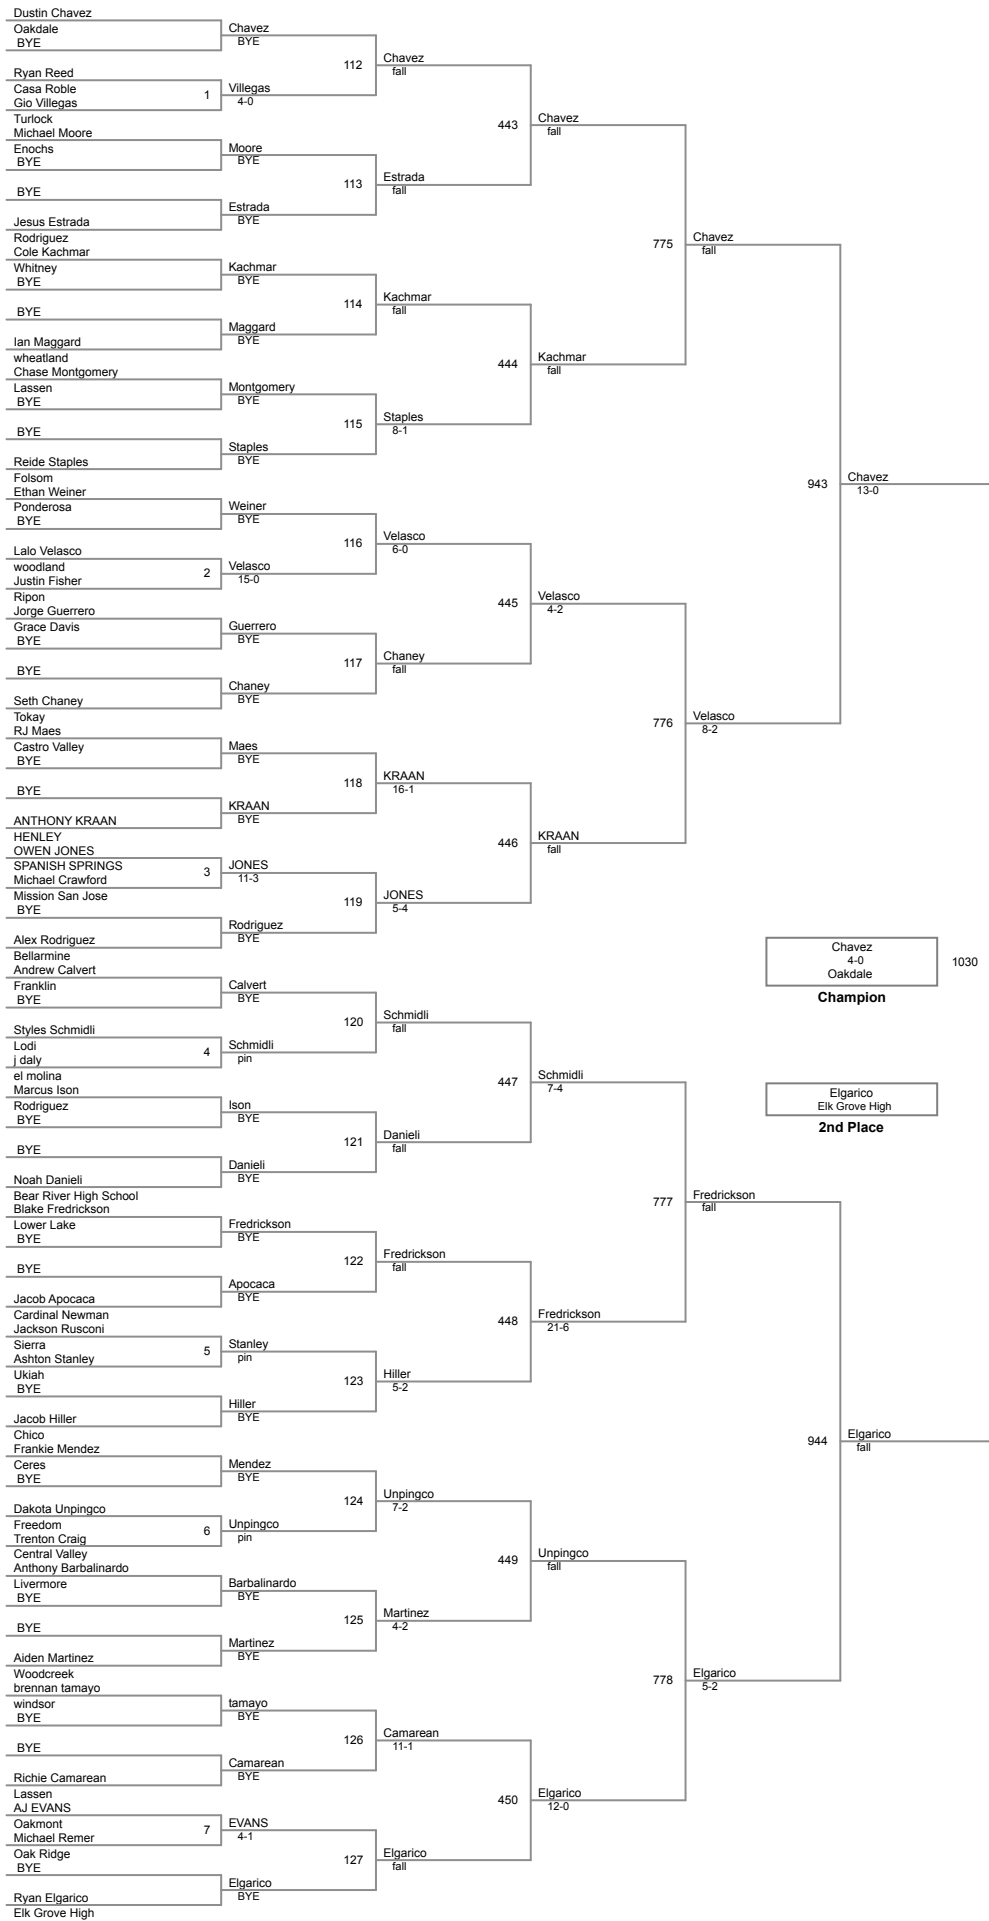 Dustin Chavez
Oakdale
BYE
Chavez
BYE
112
Chavez
fall
Ryan Reed
Casa Roble
Gio Villegas
1
Villegas
4-0
Turlock
443
Chavez
fall
Michael Moore
Enochs
BYE
Moore
BYE
113
Estrada
fall
BYE
Jesus Estrada
Estrada
BYE
Rodriguez
775
Chavez
fall
Cole Kachmar
Whitney
BYE
Kachmar
BYE
114
Kachmar
fall
BYE
Ian Maggard
Maggard
BYE
wheatland
444
Kachmar
fall
Chase Montgomery
Lassen
BYE
Montgomery
BYE
115
Staples
8-1
BYE
Reide Staples
Staples
BYE
Folsom
943
Chavez
13-0
Ethan Weiner
Ponderosa
BYE
Weiner
BYE
116
Velasco
6-0
Lalo Velasco
woodland
Justin Fisher
2
Velasco
15-0
Ripon
445
Velasco
4-2
Jorge Guerrero
Grace Davis
BYE
Guerrero
BYE
117
Chaney
fall
BYE
Seth Chaney
Chaney
BYE
Tokay
776
Velasco
8-2
RJ Maes
Castro Valley
BYE
Maes
BYE
118
KRAAN
16-1
BYE
ANTHONY KRAAN
KRAAN
BYE
HENLEY
446
KRAAN
fall
OWEN JONES
SPANISH SPRINGS
Michael Crawford
3
JONES
11-3
Mission San Jose
119
JONES
5-4
BYE
Alex Rodriguez
Rodriguez
BYE
Bellarmine
Chavez
4-0
Oakdale
1030
Champion
Andrew Calvert
Franklin
BYE
Calvert
BYE
120
Schmidli
fall
Styles Schmidli
Lodi
j daly
4
Schmidli
pin
el molina
447
Schmidli
7-4
Elgarico
Elk Grove High
2nd Place
Marcus Ison
Rodriguez
BYE
Ison
BYE
121
Danieli
fall
BYE
Noah Danieli
Danieli
BYE
Bear River High School
777
Fredrickson
fall
Blake Fredrickson
Lower Lake
BYE
Fredrickson
BYE
122
Fredrickson
fall
BYE
Jacob Apocaca
Apocaca
BYE
Cardinal Newman
448
Fredrickson
21-6
Jackson Rusconi
Sierra
Ashton Stanley
5
Stanley
pin
Ukiah
123
Hiller
5-2
BYE
Jacob Hiller
Hiller
BYE
Chico
944
Elgarico
fall
Frankie Mendez
Ceres
BYE
Mendez
BYE
124
Unpingco
7-2
Dakota Unpingco
Freedom
Trenton Craig
6
Unpingco
pin
Central Valley
449
Unpingco
fall
Anthony Barbalinardo
Livermore
BYE
Barbalinardo
BYE
125
Martinez
4-2
BYE
Aiden Martinez
Martinez
BYE
Woodcreek
778
Elgarico
5-2
brennan tamayo
windsor
BYE
tamayo
BYE
126
Camarean
11-1
BYE
Richie Camarean
Camarean
BYE
Lassen
450
Elgarico
12-0
AJ EVANS
Oakmont
Michael Remer
7
EVANS
4-1
Oak Ridge
127
Elgarico
fall
BYE
Ryan Elgarico
Elgarico
BYE
Elk Grove High